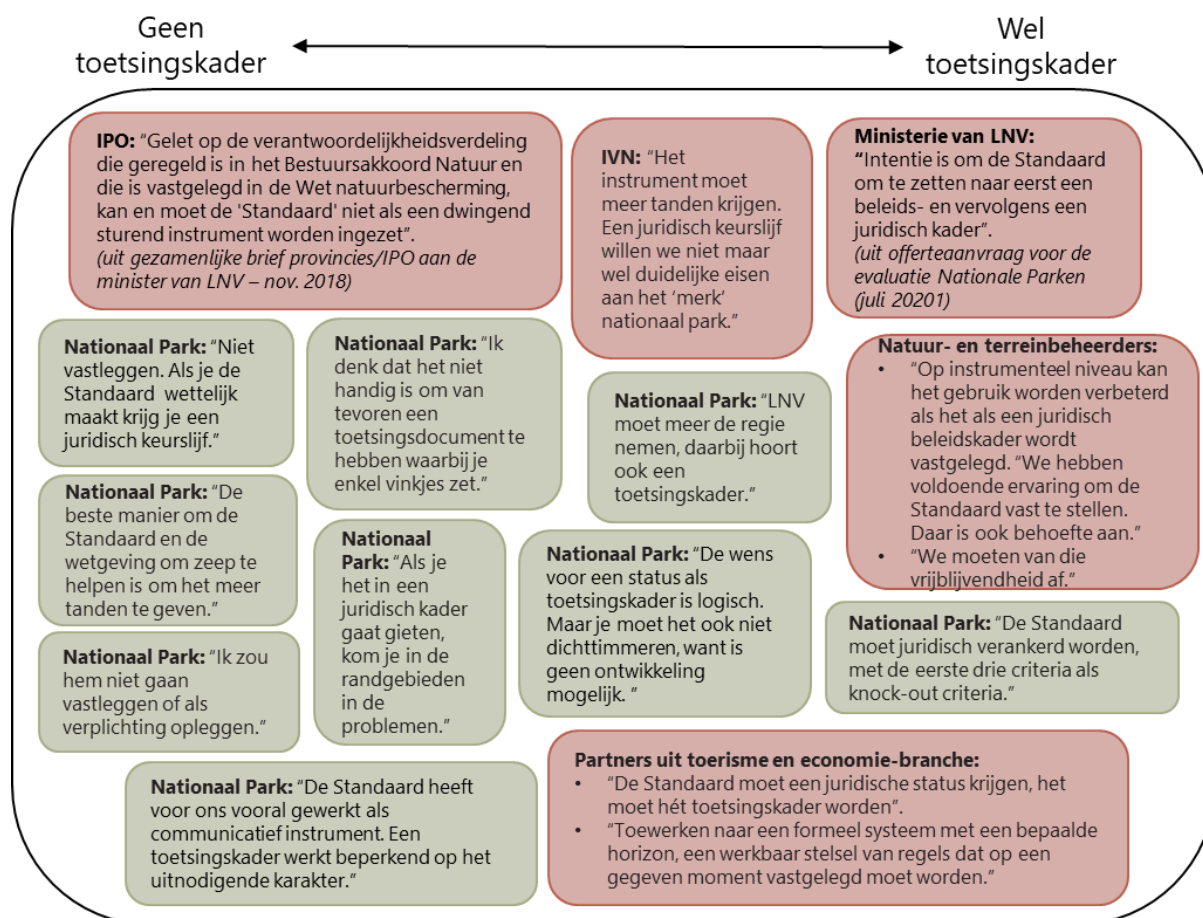 Geen
toetsingskader
Wel
toetsingskader
IPO: “Gelet op de verantwoordelijkheidsverdeling
die geregeld is in het Bestuursakkoord Natuur en
die is vastgelegd in de Wet natuurbescherming,
kan en moet de 'Standaard' niet als een dwingend
sturend instrument worden ingezet”.
(uit gezamenlijke brief provincies/IPO aan de
minister van LNV – nov. 2018)
IVN: “Het
instrument moet
meer tanden krijgen.
Een juridisch keurslijf
willen we niet maar
wel duidelijke eisen
aan het ‘merk’
nationaal park.”
Ministerie van LNV:
“Intentie is om de Standaard
om te zetten naar eerst een
beleids- en vervolgens een
juridisch kader”.
(uit offerteaanvraag voor de
evaluatie Nationale Parken
(juli 20201)
Nationaal Park: “Niet
vastleggen. Als je de
Standaard wettelijk
maakt krijg je een
juridisch keurslijf.”
Nationaal Park: “Ik
denk dat het niet
handig is om van
tevoren een
toetsingsdocument te
hebben waarbij je
enkel vinkjes zet.”
Nationaal Park: “LNV
moet meer de regie
nemen, daarbij hoort
ook een
toetsingskader.”
Natuur- en terreinbeheerders:
• “Op instrumenteel niveau kan
het gebruik worden verbeterd
als het als een juridisch
beleidskader wordt
vastgelegd. “We hebben
voldoende ervaring om de
Standaard vast te stellen.
Daar is ook behoefte aan.”
• “We moeten van die
vrijblijvendheid af.”
Nationaal Park: “De
beste manier om de
Standaard en de
wetgeving om zeep te
helpen is om het meer
tanden te geven.”
Nationaal
Park: “Als je
het in een
juridisch kader
gaat gieten,
kom je in de
randgebieden
in de
problemen.”
Nationaal Park: “De wens
voor een status als
toetsingskader is logisch.
Maar je moet het ook niet
dichttimmeren, want is
geen ontwikkeling
mogelijk. ”
Nationaal Park: “De Standaard
moet juridisch verankerd worden,
met de eerste drie criteria als
knock-out criteria.”
Nationaal Park: “Ik zou
hem niet gaan
vastleggen of als
verplichting opleggen.”
Nationaal Park: “De Standaard heeft
voor ons vooral gewerkt als
communicatief instrument. Een
toetsingskader werkt beperkend op het
uitnodigende karakter.”
Partners uit toerisme en economie-branche:
• “De Standaard moet een juridische status krijgen, het
moet hét toetsingskader worden”.
• “Toewerken naar een formeel systeem met een bepaalde
horizon, een werkbaar stelsel van regels dat op een
gegeven moment vastgelegd moet worden.”